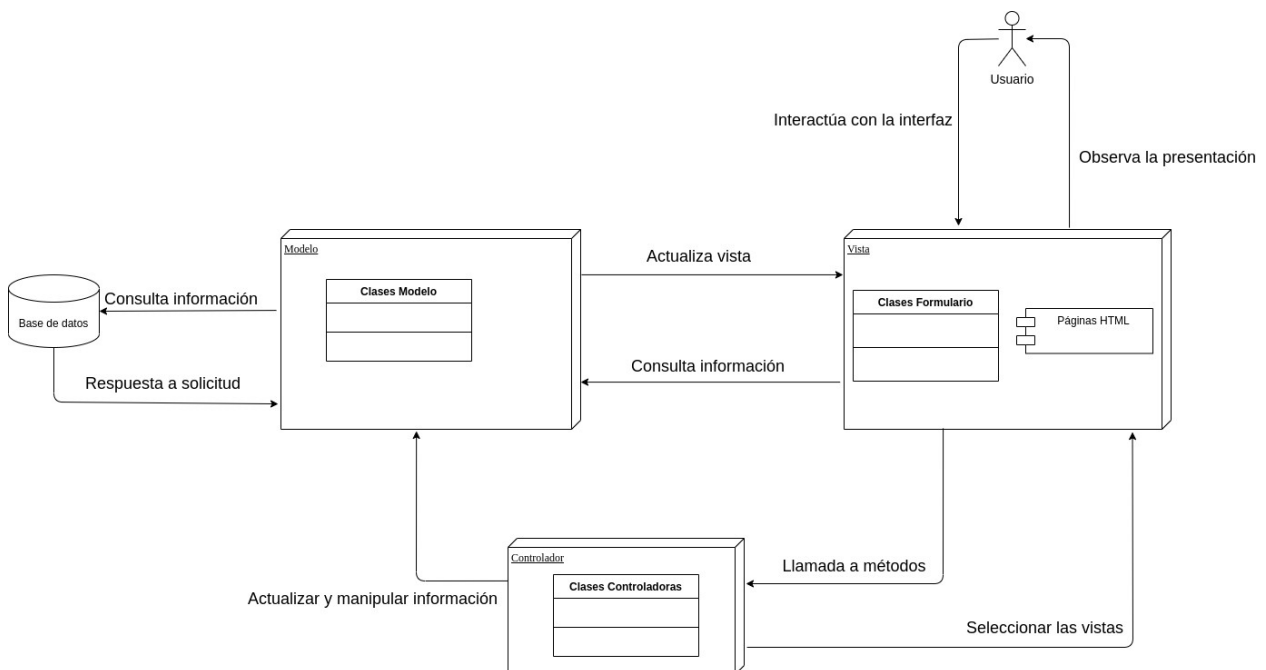 Usuario
Interactúa con la interfaz
Observa la presentación
Modelo
Vista
Actualiza vista
Clases Modelo
Clases Formulario
Páginas HTML
Consulta información
Base de datos
Consulta información
Respuesta a solicitud
Controlador
Llamada a métodos
Clases Controladoras
Actualizar y manipular información
Seleccionar las vistas